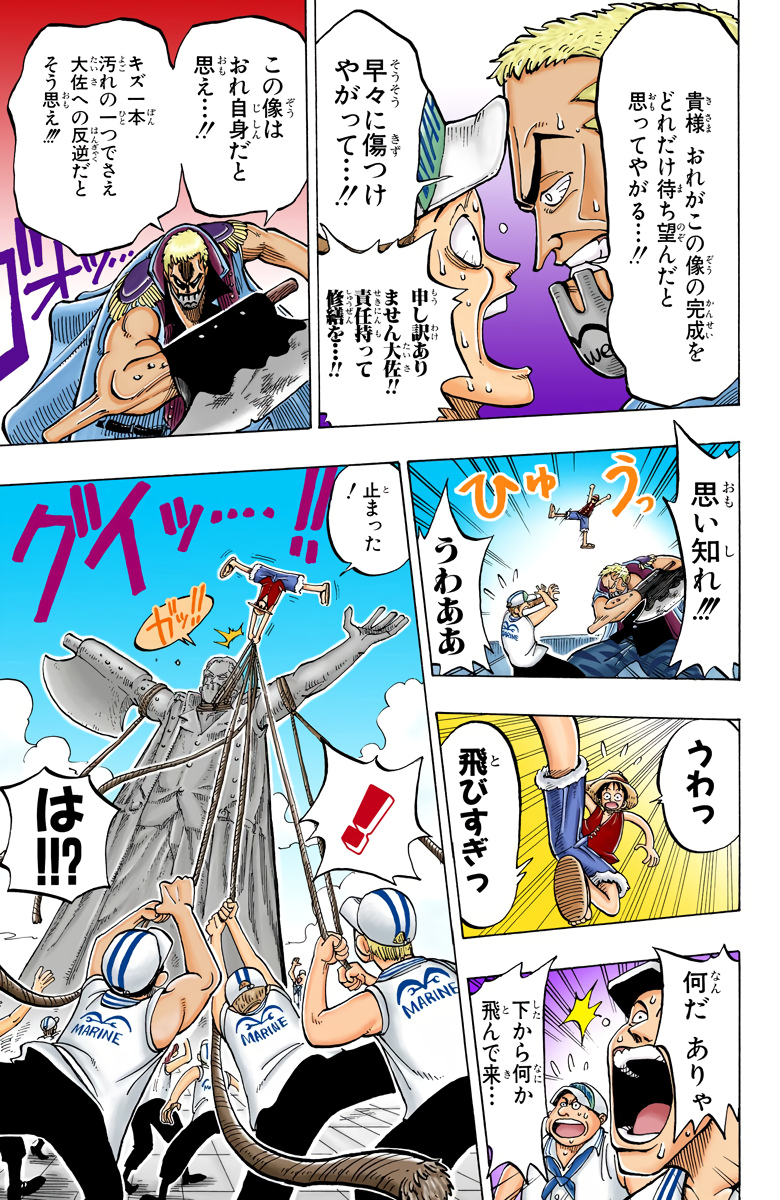 貴様 おれがこの像の完成を
どれだけ待ち望んだと
思ってやがる…!!
早々に傷つけ
やがって…!!
申し訳あり
ません大佐!!
責任持って
修繕を…!!
この像は
おれ自身だと
思え…!!
キズ一本
汚れの一つでさえ
大佐への反逆だと
そう思え!!!
グオッ…
思い知れ!!!
ひゅうっ
うわああ
MARINE
うわっ
飛びすぎっ
何だ ありゃ
下から何か
飛んで来…
止まった
!
グイッ…!!
ガッ!!
!
は!!!?
MARINE
MARINE
MARINE